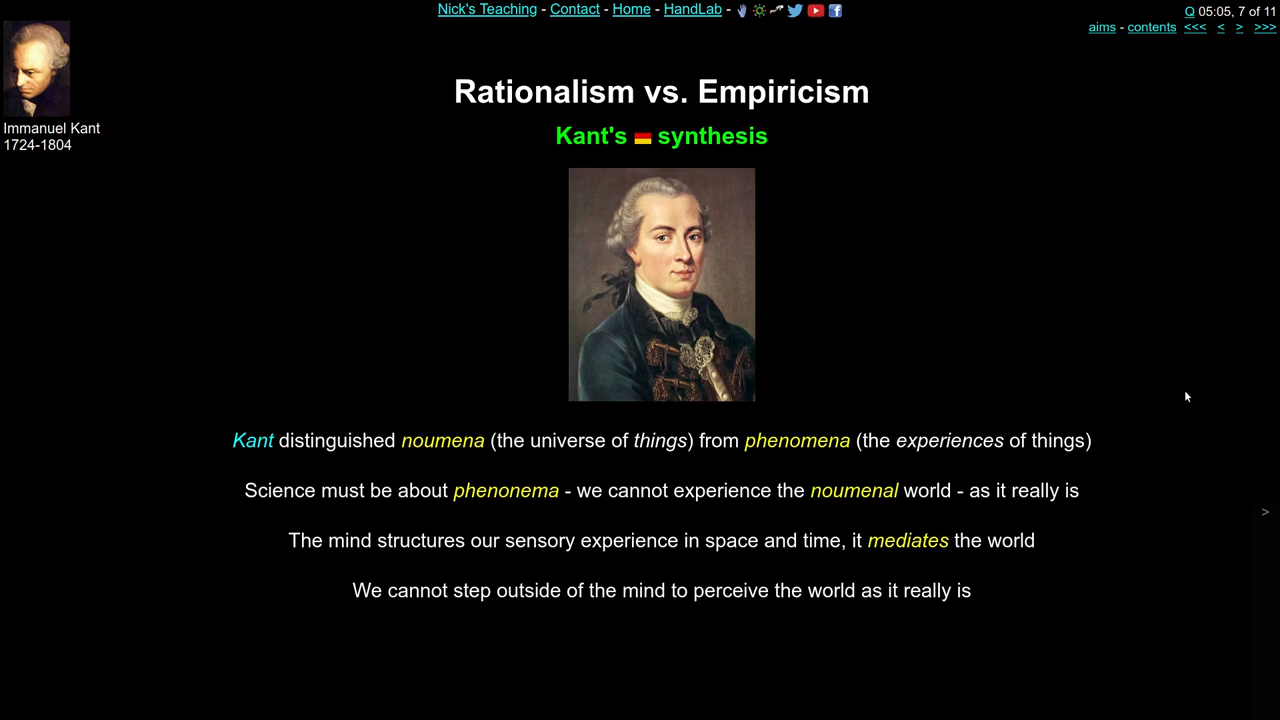 Nick's Teaching - Contact - Home - HandLab -
Q 05:05, 7 of 11
aims - contents <<< < > >>>
Immanuel Kant
1724-1804
Rationalism vs. Empiricism
Kant's synthesis
Kant distinguished noumena (the universe of things) from phenomena (the experiences of things)
Science must be about phenonema - we cannot experience the noumenal world - as it really is
The mind structures our sensory experience in space and time, it mediates the world
We cannot step outside of the mind to perceive the world as it really is
>